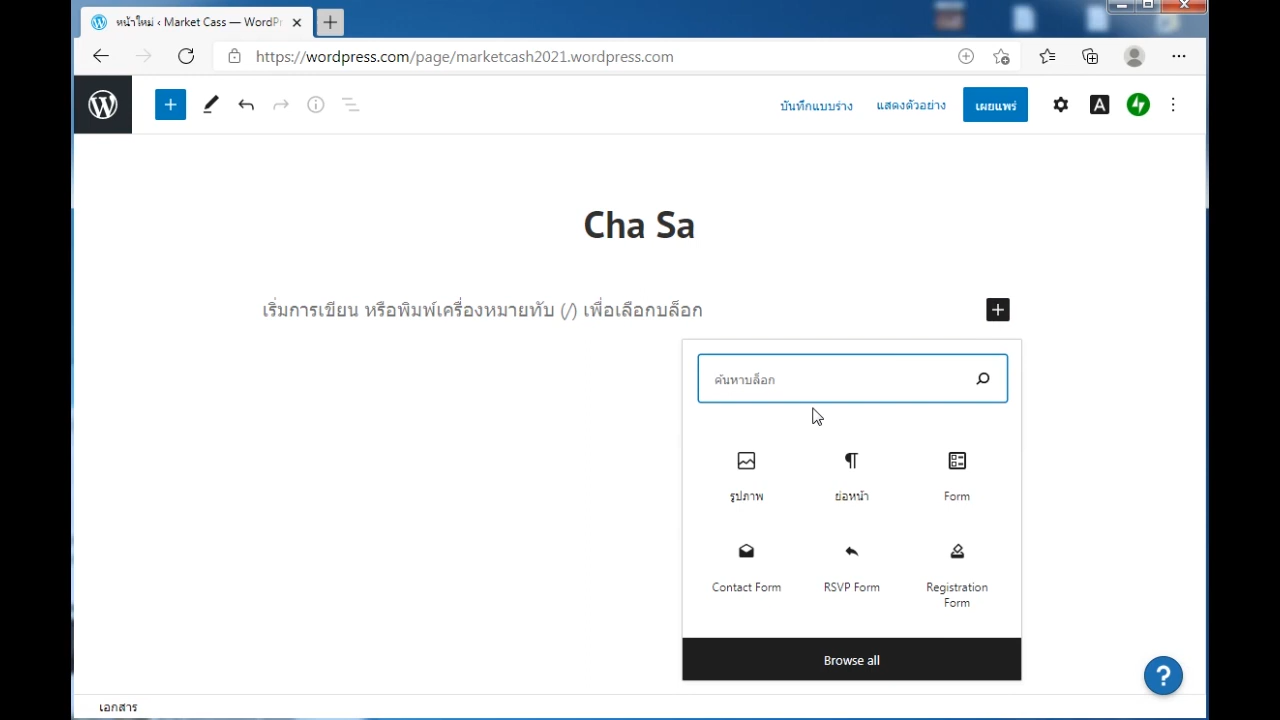 หน้าใหม่ ‹ Market Cass — WordPr
https://wordpress.com/page/marketcash2021.wordpress.com
บันทึกแบบร่าง แสดงตัวอย่าง เผยแพร่
Cha Sa
เริ่มการเขียน หรือพิมพ์เครื่องหมายทับ (/) เพื่อเลือกบล็อก
ค้นหาบล็อก
รูปภาพ ย่อหน้า Form
Contact Form RSVP Form Registration
Form
Browse all
เอกสาร